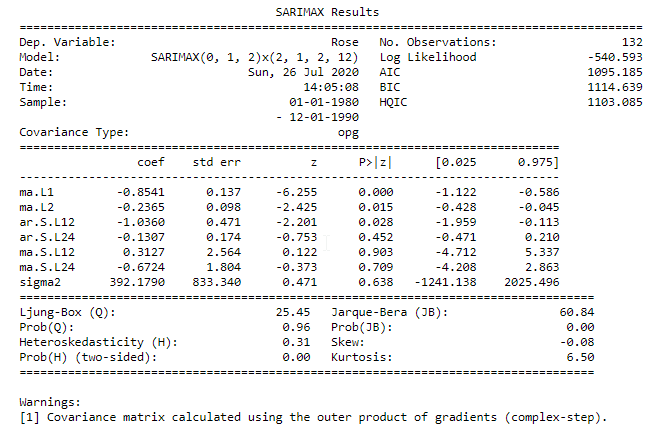 SARIMAX Results
==========================================================================================
Dep. Variable: Rose No. Observations: 132
Model: SARIMAX(0, 1, 2)x(2, 1, 2, 12) Log Likelihood -540.593
Date: Sun, 26 Jul 2020 AIC 1095.185
Time: 14:05:08 BIC 1114.639
Sample: 01-01-1980 HQIC 1103.085
- 12-01-1990
Covariance Type: opg
==============================================================================
coef std err z P>|z| [0.025 0.975]
------------------------------------------------------------------------------
ma.L1 -0.8541 0.137 -6.255 0.000 -1.122 -0.586
ma.L2 -0.2365 0.098 -2.425 0.015 -0.428 -0.045
ar.S.L12 -1.0360 0.471 -2.201 0.028 -1.959 -0.113
ar.S.L24 -0.1307 0.174 -0.753 0.452 -0.471 0.210
ma.S.L12 0.3127 2.564 0.122 0.903 -4.712 5.337
ma.S.L24 -0.6724 1.804 -0.373 0.709 -4.208 2.863
sigma2 392.1790 833.340 0.471 0.638 -1241.138 2025.496
===================================================================================
Ljung-Box (Q): 25.45 Jarque-Bera (JB): 60.84
Prob(Q): 0.96 Prob(JB): 0.00
Heteroskedasticity (H): 0.31 Skew: -0.08
Prob(H) (two-sided): 0.00 Kurtosis: 6.50
===================================================================================
Warnings:
[1] Covariance matrix calculated using the outer product of gradients (complex-step).